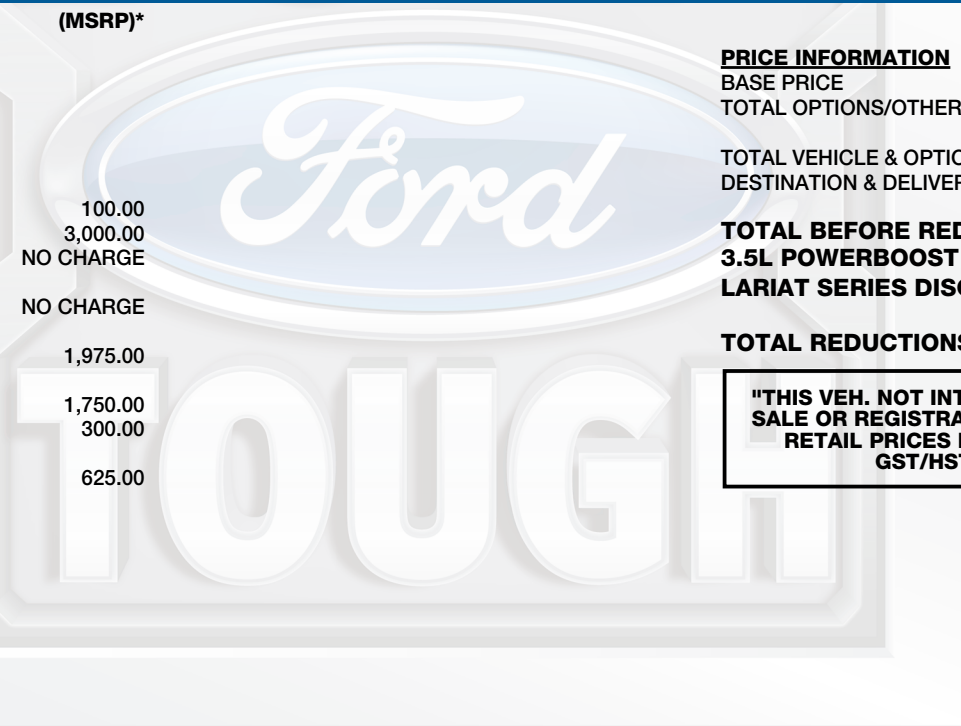 (MSRP)*
100.00
3,000.00
NO CHARGE
NO CHARGE
1,975.00
1,750.00
300.00
625.00
PRICE INFORMATION
BASE PRICE
TOTAL OPTIONS/OTHER
TOTAL VEHICLE & OPTIO
DESTINATION & DELIVER
TOTAL BEFORE RED
3.5L POWERBOOST
LARIAT SERIES DISC
TOTAL REDUCTIONS
"THIS VEH. NOT INT
SALE OR REGISTRA
RETAIL PRICES
GST/HST
Ford
TOUGH